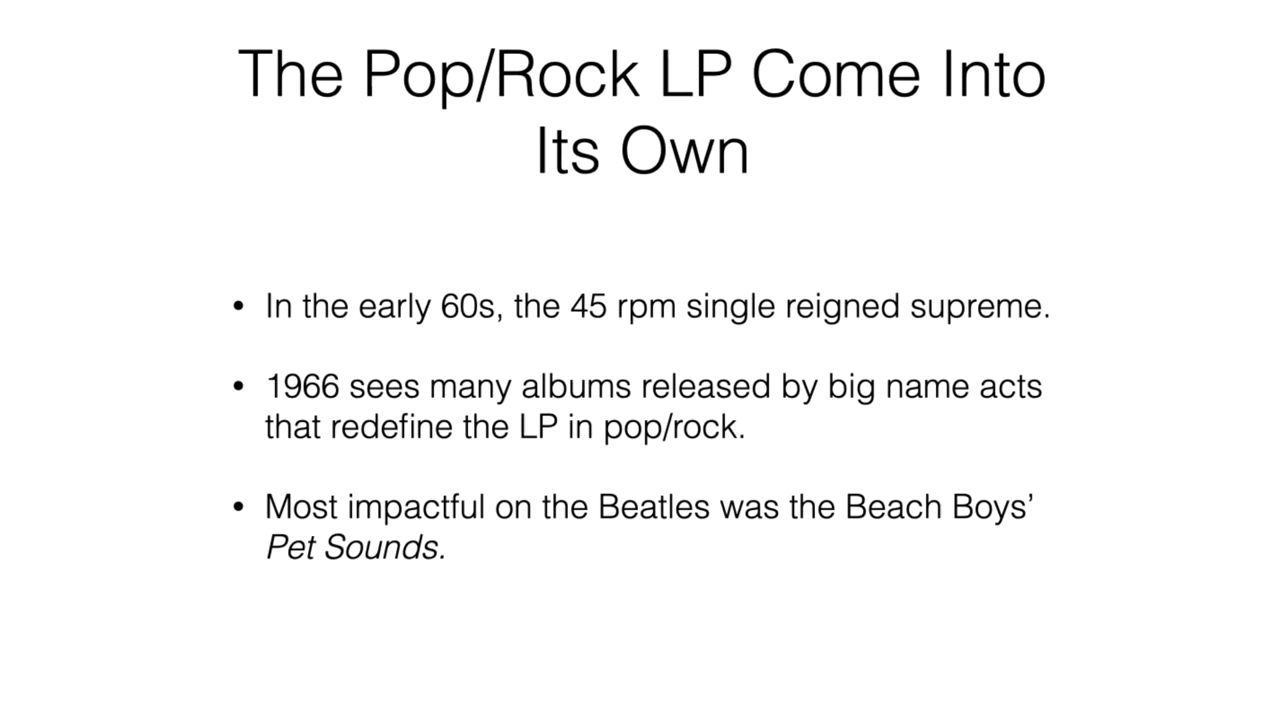 The Pop/Rock LP Come Into
Its Own
• In the early 60s, the 45 rpm single reigned supreme.
• 1966 sees many albums released by big name acts
that redefine the LP in pop/rock.
• Most impactful on the Beatles was the Beach Boys’
Pet Sounds.